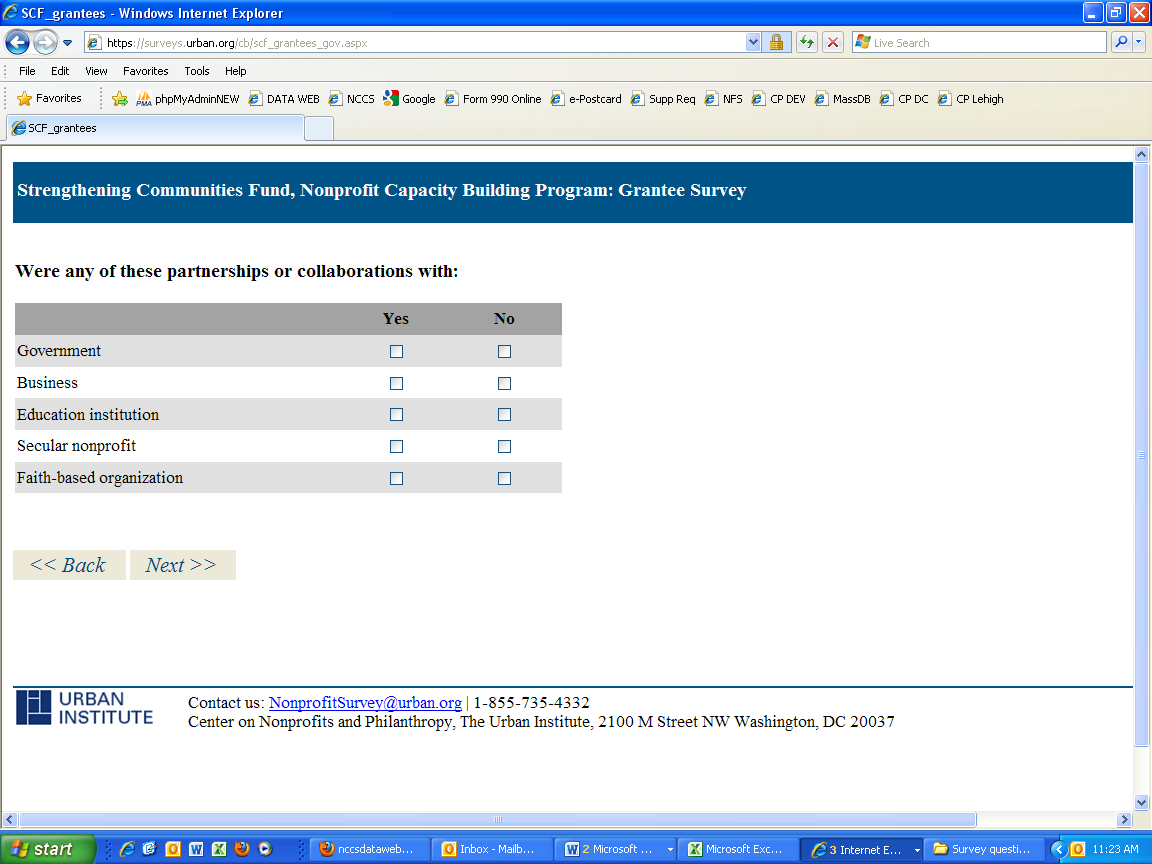 SCF_grantees - Windows Internet Explorer
https://surveys.urban.org/cb/scf_grantees_gov.aspx
Live Search
File Edit View Favorites Tools Help
Favorites phpMyAdminNEW DATA WEB NCCS Google Form 990 Online e-Postcard Supp Req NFS CP DEV MassDB CP DC CP Lehigh
SCF_grantees
Strengthening Communities Fund, Nonprofit Capacity Building Program: Grantee Survey
Were any of these partnerships or collaborations with:
Yes No
Government
Business
Education institution
Secular nonprofit
Faith-based organization
<< Back Next >>
URBAN
INSTITUTE
Contact us: NonprofitSurvey@urban.org | 1-855-735-4332
Center on Nonprofits and Philanthropy, The Urban Institute, 2100 M Street NW Washington, DC 20037
start nccsdataweb... Inbox - Mailb... 2 Microsoft ... Microsoft Exc... 3 Internet E... Survey questi... 11:23 AM